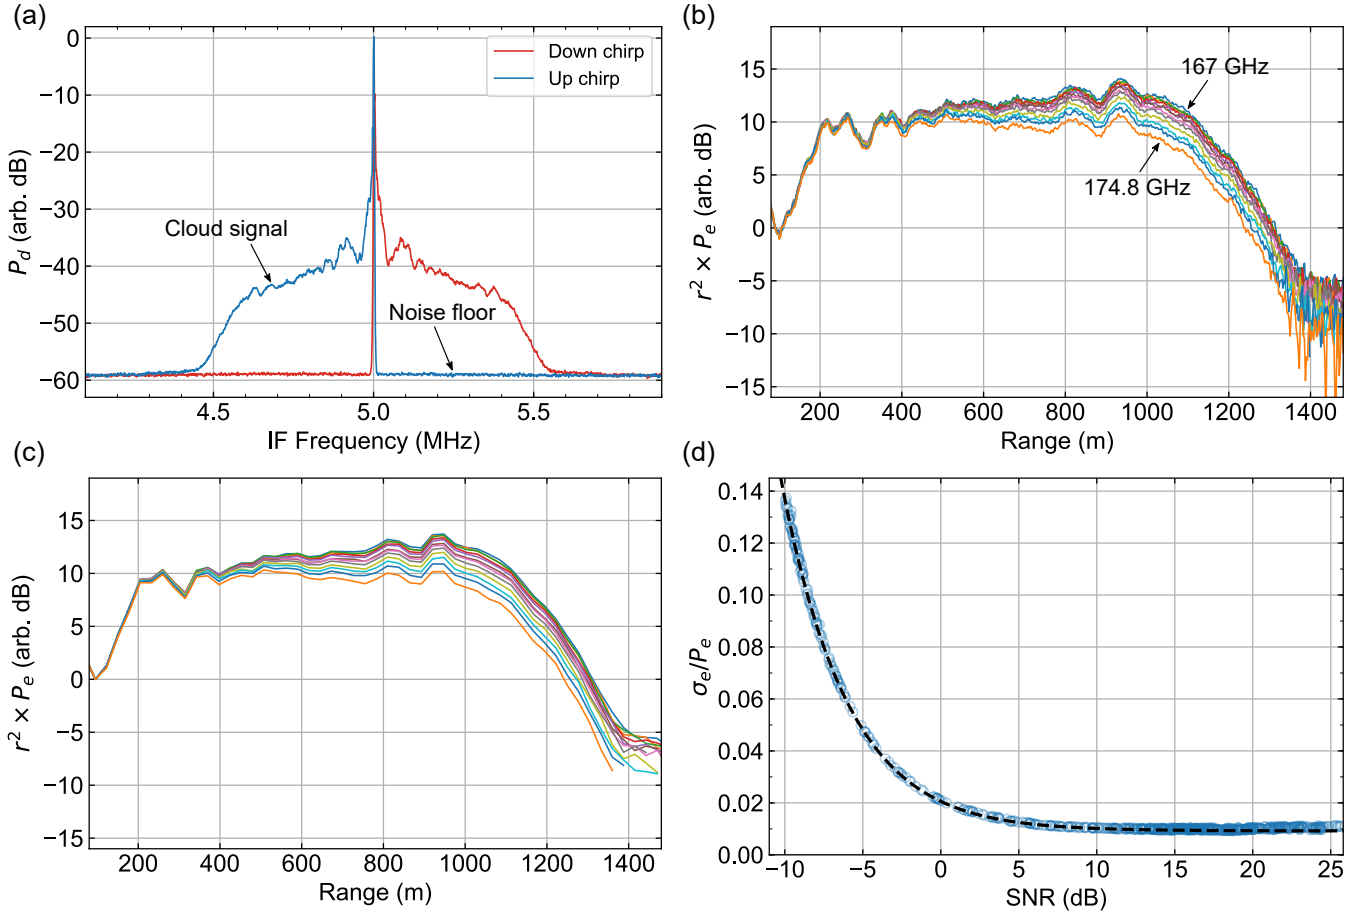 (a)
P_d (arb. dB)
0
−10
−20
−30
−40
−50
−60
Down chirp
Up chirp
Cloud signal
Noise floor
4.5 5.0 5.5
IF Frequency (MHz)
(b)
r² × P_e (arb. dB)
15
10
5
0
−5
−10
−15
167 GHz
174.8 GHz
200 400 600 800 1000 1200 1400
Range (m)
(c)
r² × P_e (arb. dB)
15
10
5
0
−5
−10
−15
200 400 600 800 1000 1200 1400
Range (m)
(d)
σ_e/P_e
0.14
0.12
0.10
0.08
0.06
0.04
0.02
0.00
−10 −5 0 5 10 15 20 25
SNR (dB)